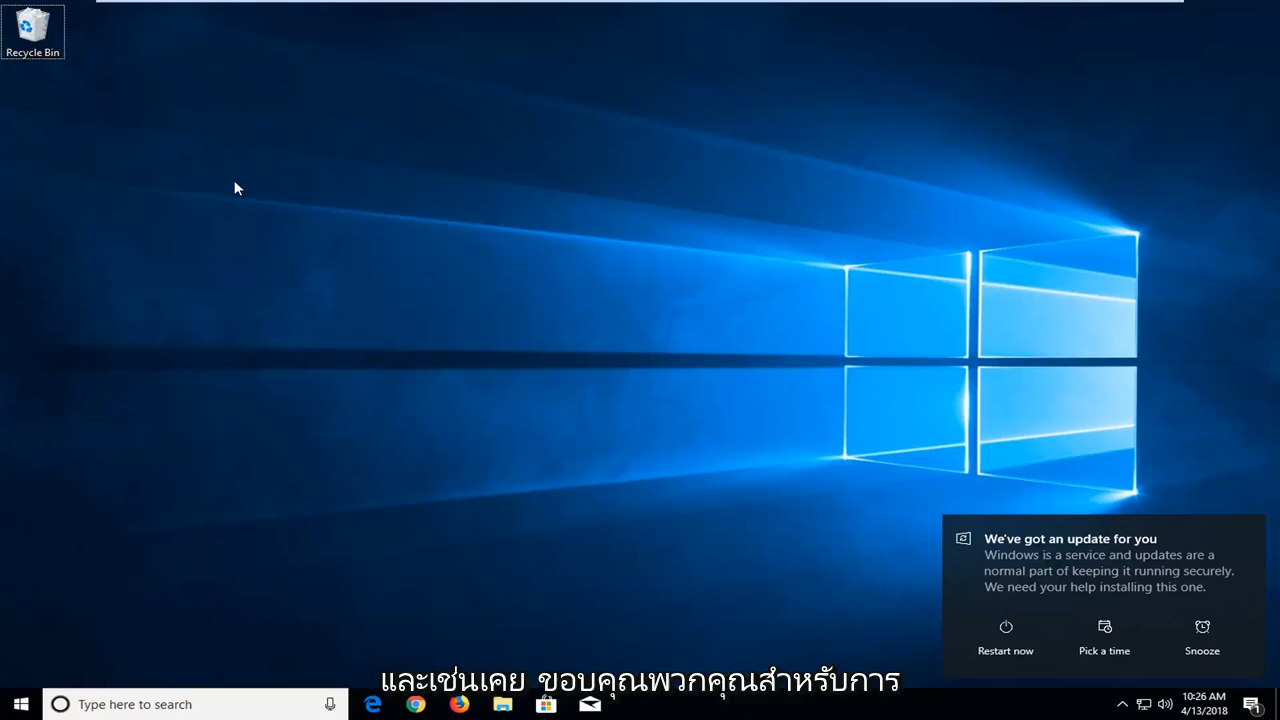 Recycle Bin
We've got an update for you
Windows is a service and updates are a
normal part of keeping it running securely.
We need your help installing this one.
Restart now
Pick a time
Snooze
และเช่นเคย ขอบคุณพวกคุณสำหรับการ
Type here to search
10:26 AM
4/13/2018
1